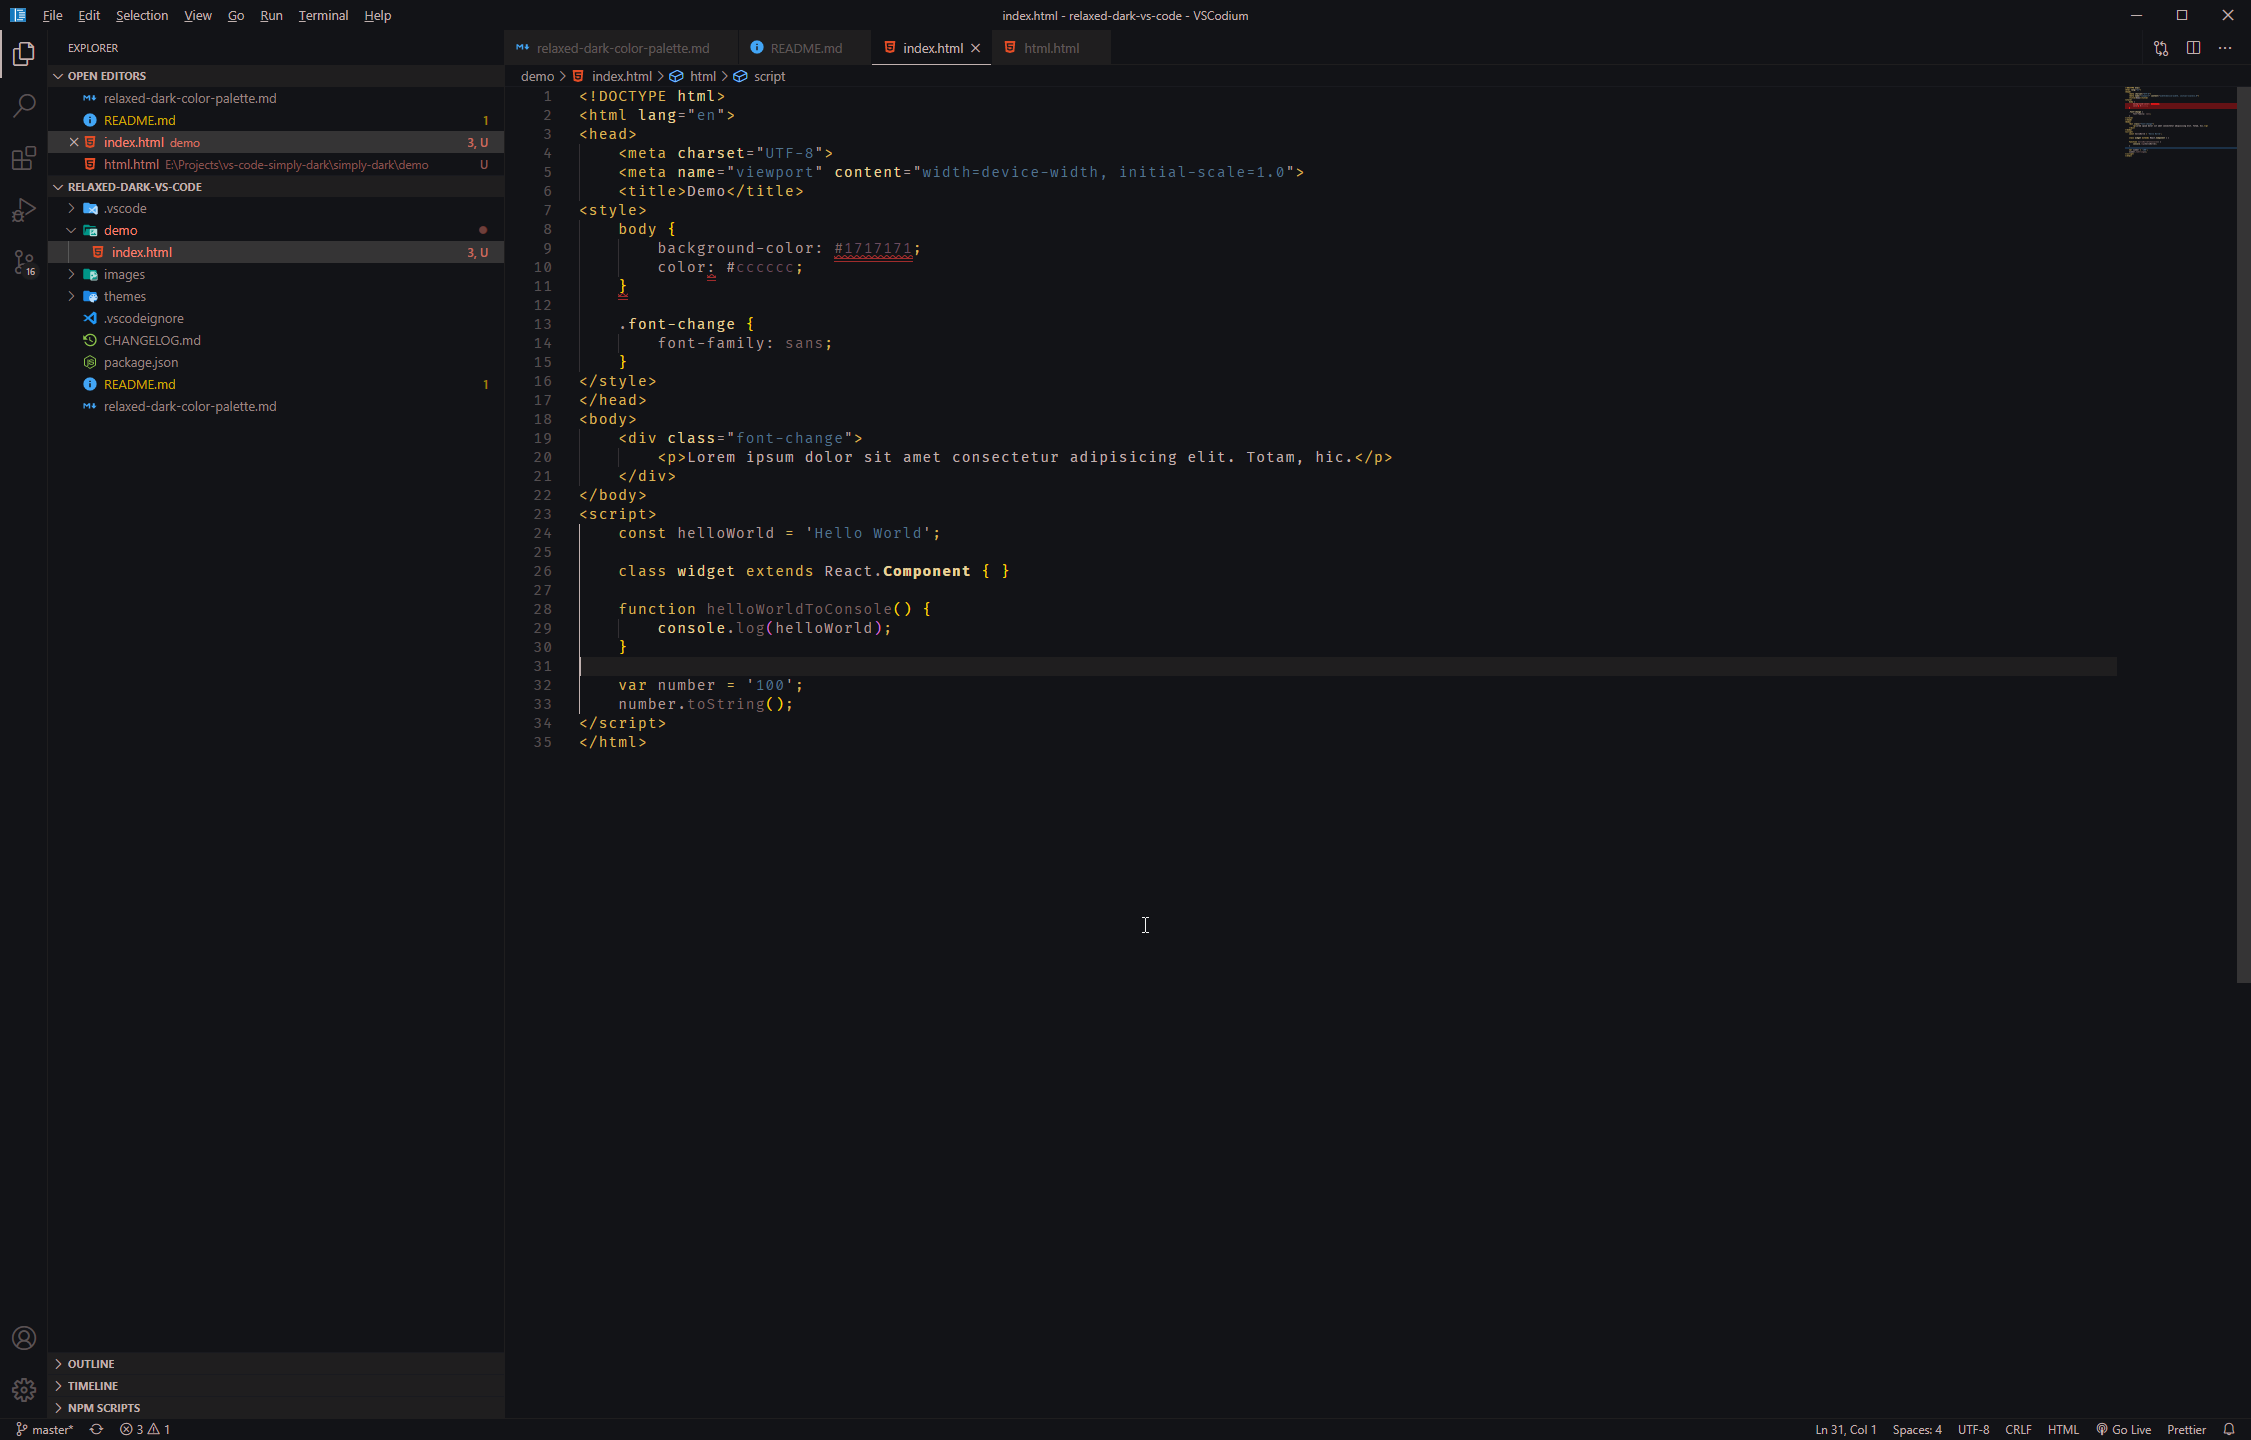 File Edit Selection View Go Run Terminal Help
index.html - relaxed-dark-vs-code - VSCodium
EXPLORER
OPEN EDITORS
relaxed-dark-color-palette.md
README.md 1
index.html demo 3, U
html.html E:\Projects\vs-code-simply-dark\simply-dark\demo U
RELAXED-DARK-VS-CODE
.vscode
demo
index.html 3, U
images
themes
.vscodeignore
CHANGELOG.md
package.json
README.md 1
relaxed-dark-color-palette.md
16
OUTLINE
TIMELINE
NPM SCRIPTS
relaxed-dark-color-palette.md README.md index.html html.html
demo > index.html > html > script
1 <!DOCTYPE html>
2 <html lang="en">
3 <head>
4     <meta charset="UTF-8">
5     <meta name="viewport" content="width=device-width, initial-scale=1.0">
6     <title>Demo</title>
7 <style>
8     body {
9         background-color: #1717171;
10         color: #cccccc;
11     }
12
13     .font-change {
14         font-family: sans;
15     }
16 </style>
17 </head>
18 <body>
19     <div class="font-change">
20         <p>Lorem ipsum dolor sit amet consectetur adipisicing elit. Totam, hic.</p>
21     </div>
22 </body>
23 <script>
24     const helloWorld = 'Hello World';
25
26     class widget extends React.Component { }
27
28     function helloWorldToConsole() {
29         console.log(helloWorld);
30     }
31
32     var number = '100';
33     number.toString();
34 </script>
35 </html>
master* 3 1
Ln 31, Col 1 Spaces: 4 UTF-8 CRLF HTML Go Live Prettier